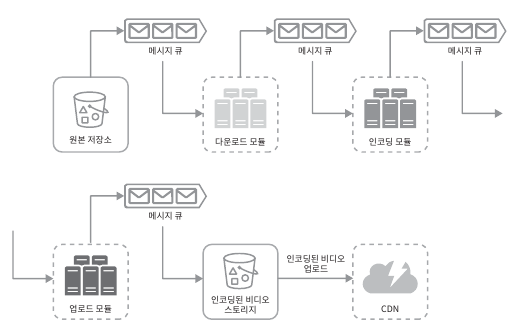 메시지 큐
메시지 큐
메시지 큐
원본 저장소
다운로드 모듈
인코딩 모듈
메시지 큐
업로드 모듈
인코딩된 비디오
스토리지
인코딩된 비디오
업로드
CDN